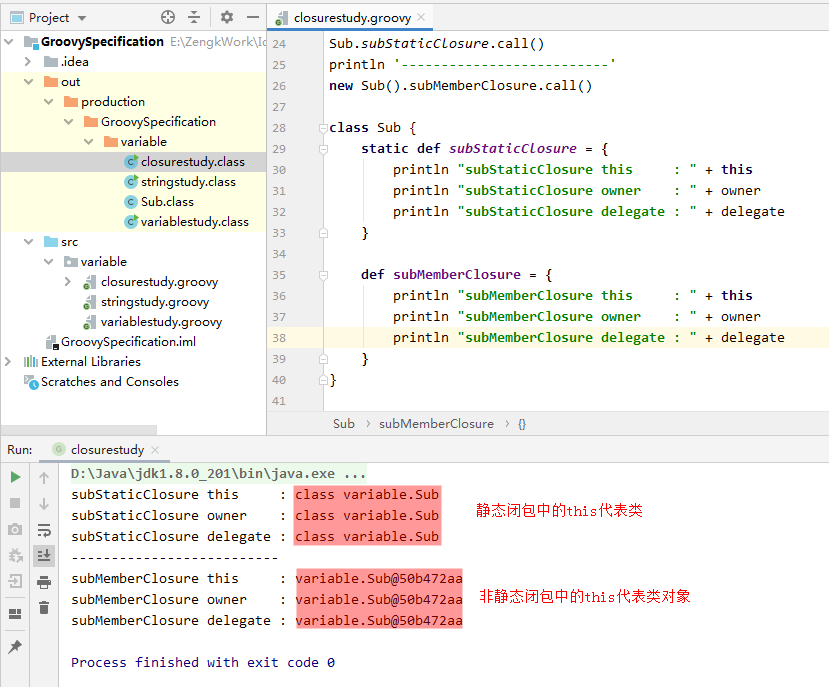 Project
closurestudy.groovy
GroovySpecification E:\ZengkWork\Id
.idea
out
production
GroovySpecification
variable
closurestudy.class
stringstudy.class
Sub.class
variablestudy.class
src
variable
closurestudy.groovy
stringstudy.groovy
variablestudy.groovy
GroovySpecification.iml
External Libraries
Scratches and Consoles
24 Sub.subStaticClosure.call()
25 println '--------------------------'
26 new Sub().subMemberClosure.call()
27
28 class Sub {
29 static def subStaticClosure = {
30 println "subStaticClosure this     : " + this
31 println "subStaticClosure owner    : " + owner
32 println "subStaticClosure delegate : " + delegate
33 }
34
35 def subMemberClosure = {
36 println "subMemberClosure this     : " + this
37 println "subMemberClosure owner    : " + owner
38 println "subMemberClosure delegate : " + delegate
39 }
40 }
41
Sub > subMemberClosure > {}
Run: closurestudy
D:\Java\jdk1.8.0_201\bin\java.exe ...
subStaticClosure this     : class variable.Sub
subStaticClosure owner    : class variable.Sub
subStaticClosure delegate : class variable.Sub
静态闭包中的this代表类
--------------------------
subMemberClosure this     : variable.Sub@50b472aa
subMemberClosure owner    : variable.Sub@50b472aa
subMemberClosure delegate : variable.Sub@50b472aa
非静态闭包中的this代表类对象
Process finished with exit code 0